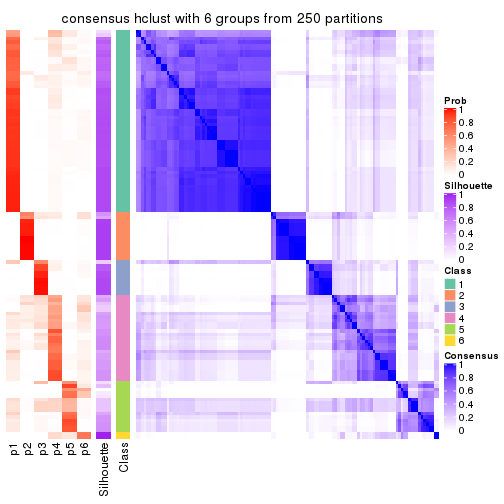 consensus hclust with 6 groups from 250 partitions
Prob
1
0.8
0.6
0.4
0.2
0
Silhouette
1
0.8
0.6
0.4
0.2
0
Class
1
2
3
4
5
6
Consensus
1
0.8
0.6
0.4
0.2
0
p1
p2
p3
p4
p5
p6
Silhouette
Class